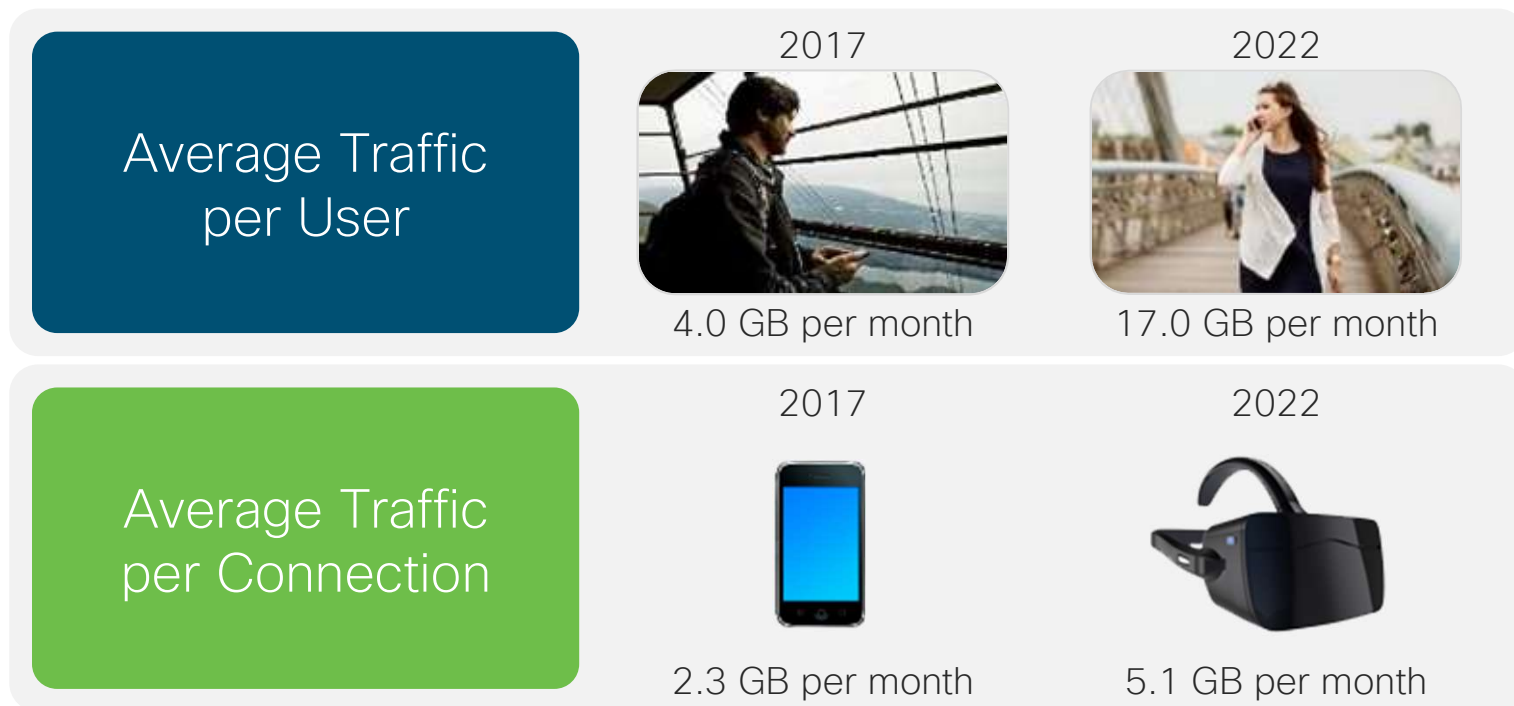 Average Traffic
per User
2017
2022
4.0 GB per month
17.0 GB per month
Average Traffic
per Connection
2017
2022
2.3 GB per month
5.1 GB per month